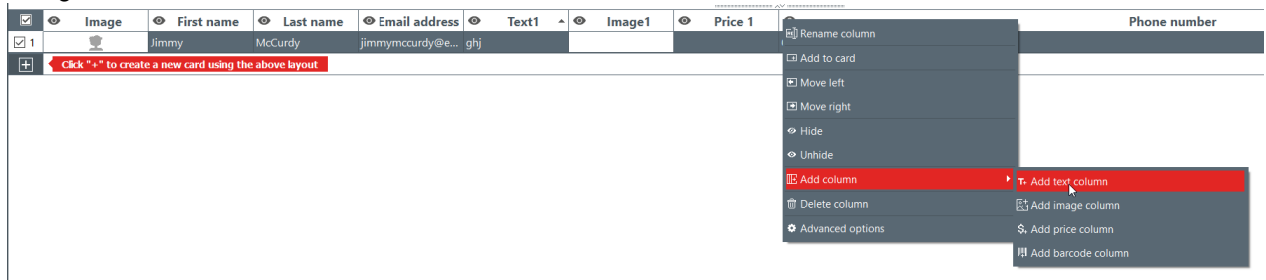 Image First name Last name Email address Text1 Image1 Price 1 Phone number
1 Jimmy McCurdy jimmymccurdy@e... ghj
Click "+" to create a new card using the above layout
Rename column
Add to card
Move left
Move right
Hide
Unhide
Add column
Delete column
Advanced options
Add text column
Add image column
Add price column
Add barcode column